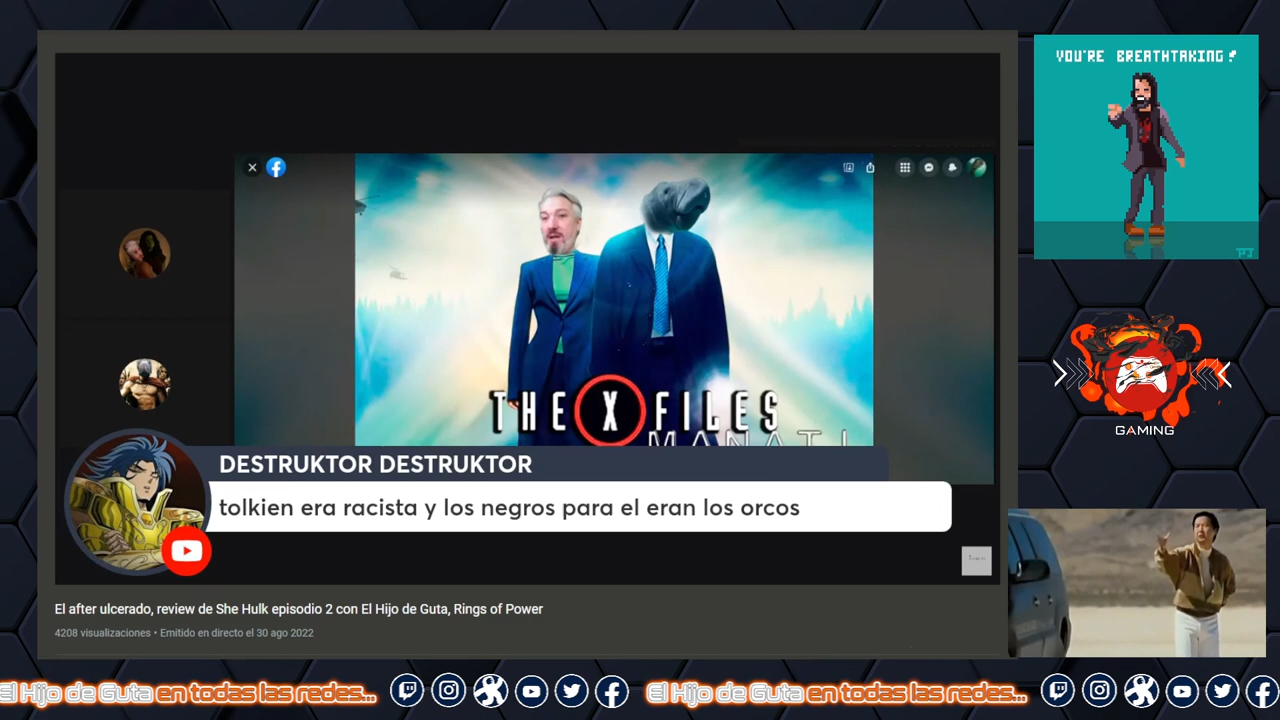 YOU'RE BREATHTAKING!
THE X FILES
MANATI
DESTRUKTOR DESTRUKTOR
tolkien era racista y los negros para el eran los orcos
GAMING
El after ulcerado, review de She Hulk episodio 2 con El Hijo de Guta, Rings of Power
4208 visualizaciones • Emitido en directo el 30 ago 2022
El Hijo de Guta en todas las redes... El Hijo de Guta en todas las redes...